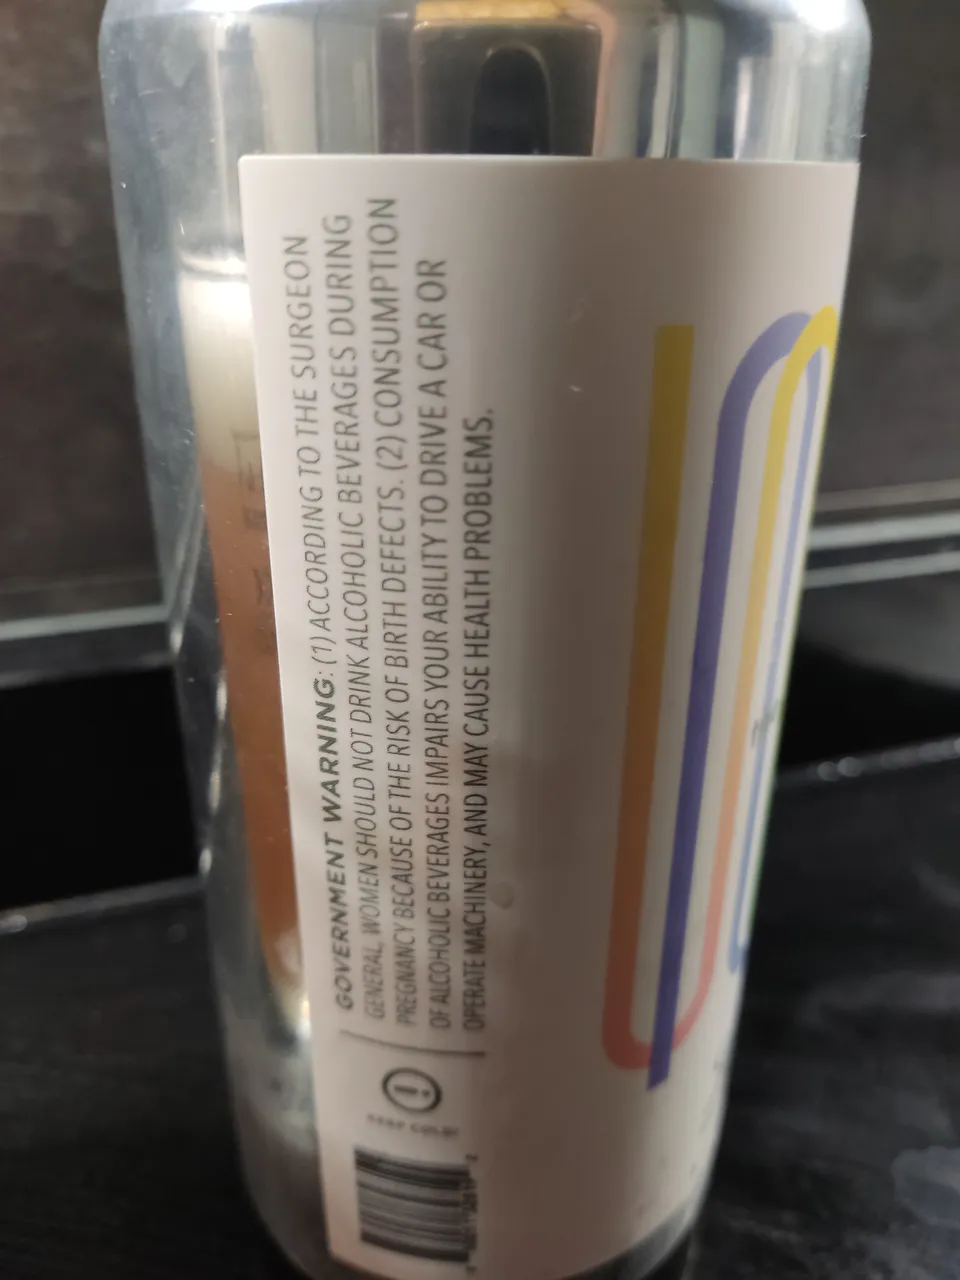 GOVERNMENT WARNING: (1) ACCORDING TO THE SURGEON
GENERAL, WOMEN SHOULD NOT DRINK ALCOHOLIC BEVERAGES DURING
PREGNANCY BECAUSE OF THE RISK OF BIRTH DEFECTS. (2) CONSUMPTION
OF ALCOHOLIC BEVERAGES IMPAIRS YOUR ABILITY TO DRIVE A CAR OR
OPERATE MACHINERY, AND MAY CAUSE HEALTH PROBLEMS.
KEEP COLD!